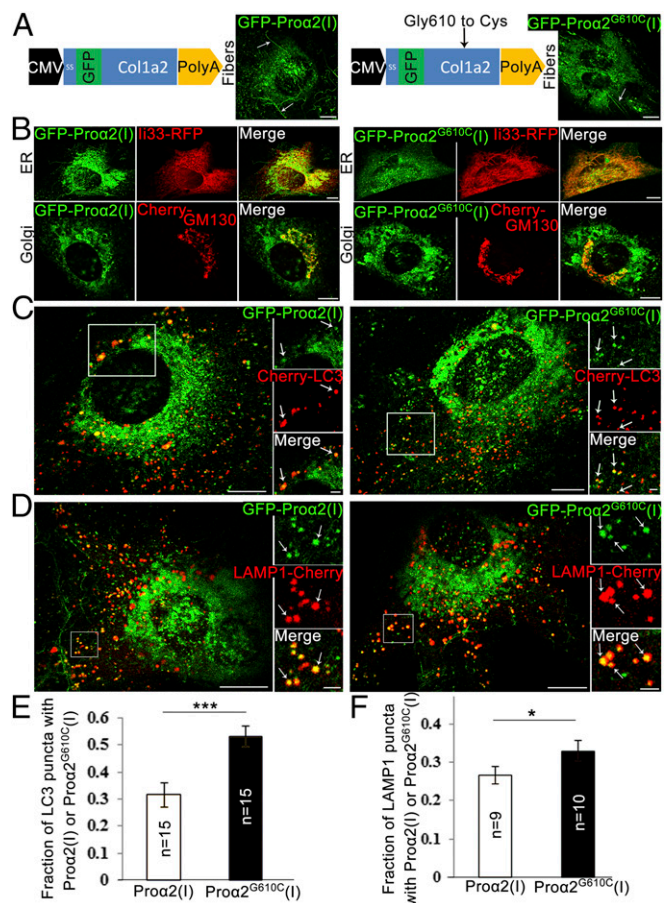 A
CMV ss GFP Col1a2 PolyA
Fibers
GFP-Proα2(I)
Gly610 to Cys
CMV ss GFP Col1a2 PolyA
Fibers
GFP-Proα2G610C(I)
B
ER
GFP-Proα2(I)
Ii33-RFP
Merge
GFP-Proα2G610C(I)
Ii33-RFP
Merge
Golgi
GFP-Proα2(I)
Cherry-
GM130
Merge
GFP-Proα2G610C(I)
Cherry-
GM130
Merge
C
GFP-Proα2(I)
Cherry-LC3
Merge
GFP-Proα2G610C(I)
Cherry-LC3
Merge
D
GFP-Proα2(I)
LAMP1-Cherry
Merge
GFP-Proα2G610C(I)
LAMP1-Cherry
Merge
E
Fraction of LC3 puncta with
Proα2(I) or Proα2G610C(I)
0.6
0.5
0.4
0.3
0.2
0.1
0
***
n=15
n=15
Proα2(I)
Proα2G610C(I)
F
Fraction of LAMP1 puncta
with Proα2(I) or Proα2G610C(I)
0.4
0.3
0.2
0.1
0
*
n=9
n=10
Proα2(I)
Proα2G610C(I)